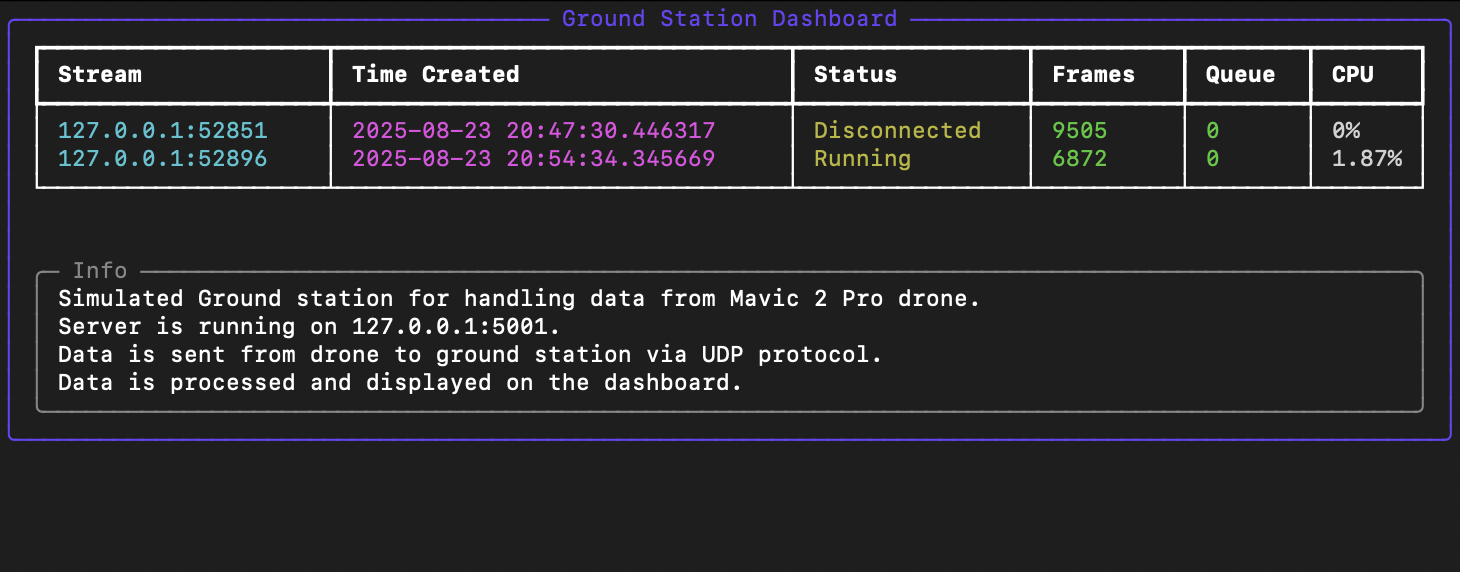 Ground Station Dashboard
Stream Time Created Status Frames Queue CPU
127.0.0.1:52851 2025-08-23 20:47:30.446317 Disconnected 9505 0 0%
127.0.0.1:52896 2025-08-23 20:54:34.345669 Running 6872 0 1.87%
Info
Simulated Ground station for handling data from Mavic 2 Pro drone.
Server is running on 127.0.0.1:5001.
Data is sent from drone to ground station via UDP protocol.
Data is processed and displayed on the dashboard.